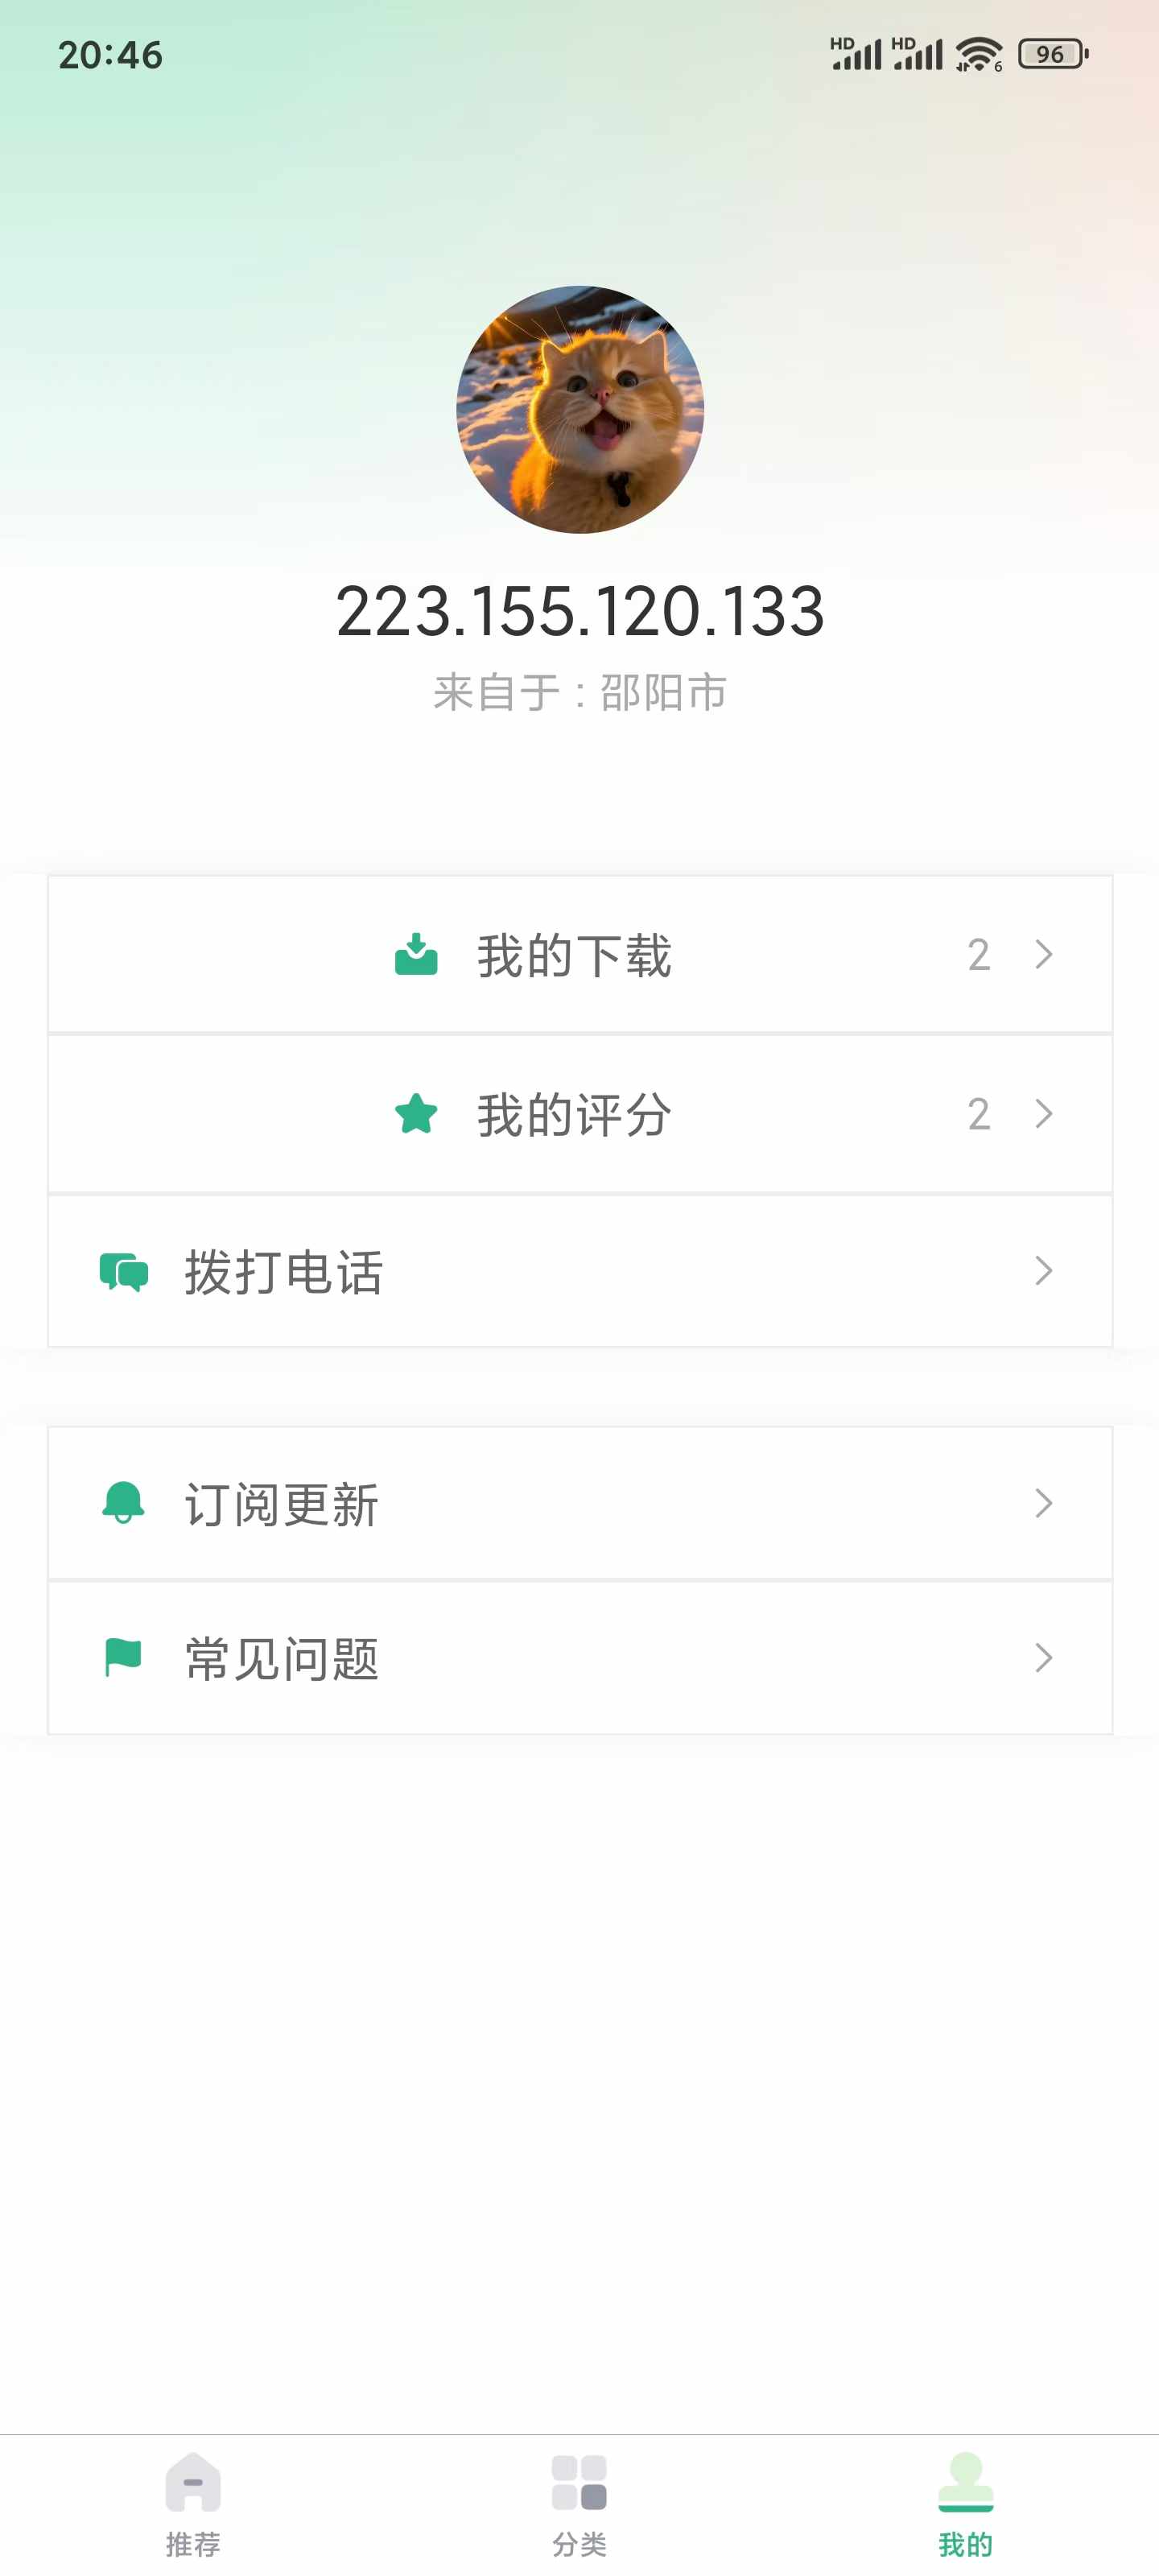 20:46 HD HD 6 96
223.155.120.133
来自于 : 邵阳市
我的下载 2
我的评分 2
拨打电话
订阅更新
常见问题
推荐 分类 我的